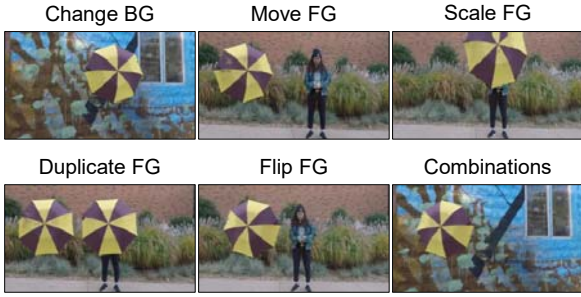 Change BG
Move FG
Scale FG
Duplicate FG
Flip FG
Combinations